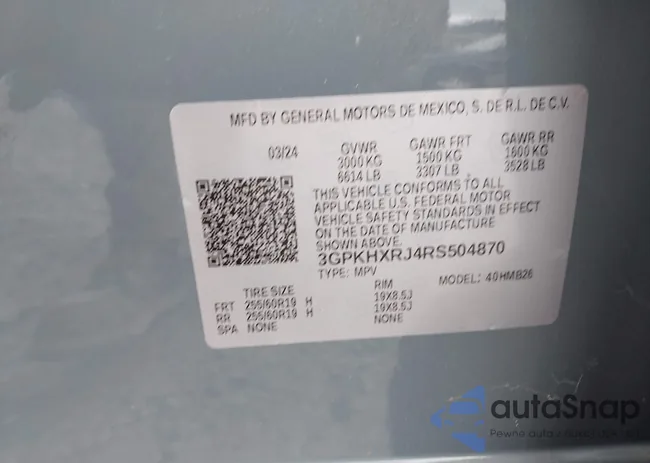 MFD BY GENERAL MOTORS DE MEXICO, S. DE R.L. DE C.V.
03/24 GVWR GAWR FRT GAWR RR
3000 KG 1500 KG 1600 KG
6614 LB 3307 LB 3528 LB
THIS VEHICLE CONFORMS TO ALL
APPLICABLE U.S. FEDERAL MOTOR
VEHICLE SAFETY STANDARDS IN EFFECT
ON THE DATE OF MANUFACTURE
SHOWN ABOVE.
3GPKHXRJ4RS504870
TYPE: MPV MODEL: 40HMB26
TIRE SIZE RIM
FRT 255/60R19 H 19X8.5J
RR 255/60R19 H 19X8.5J
SPA NONE NONE
autaSnap
Pewne auta